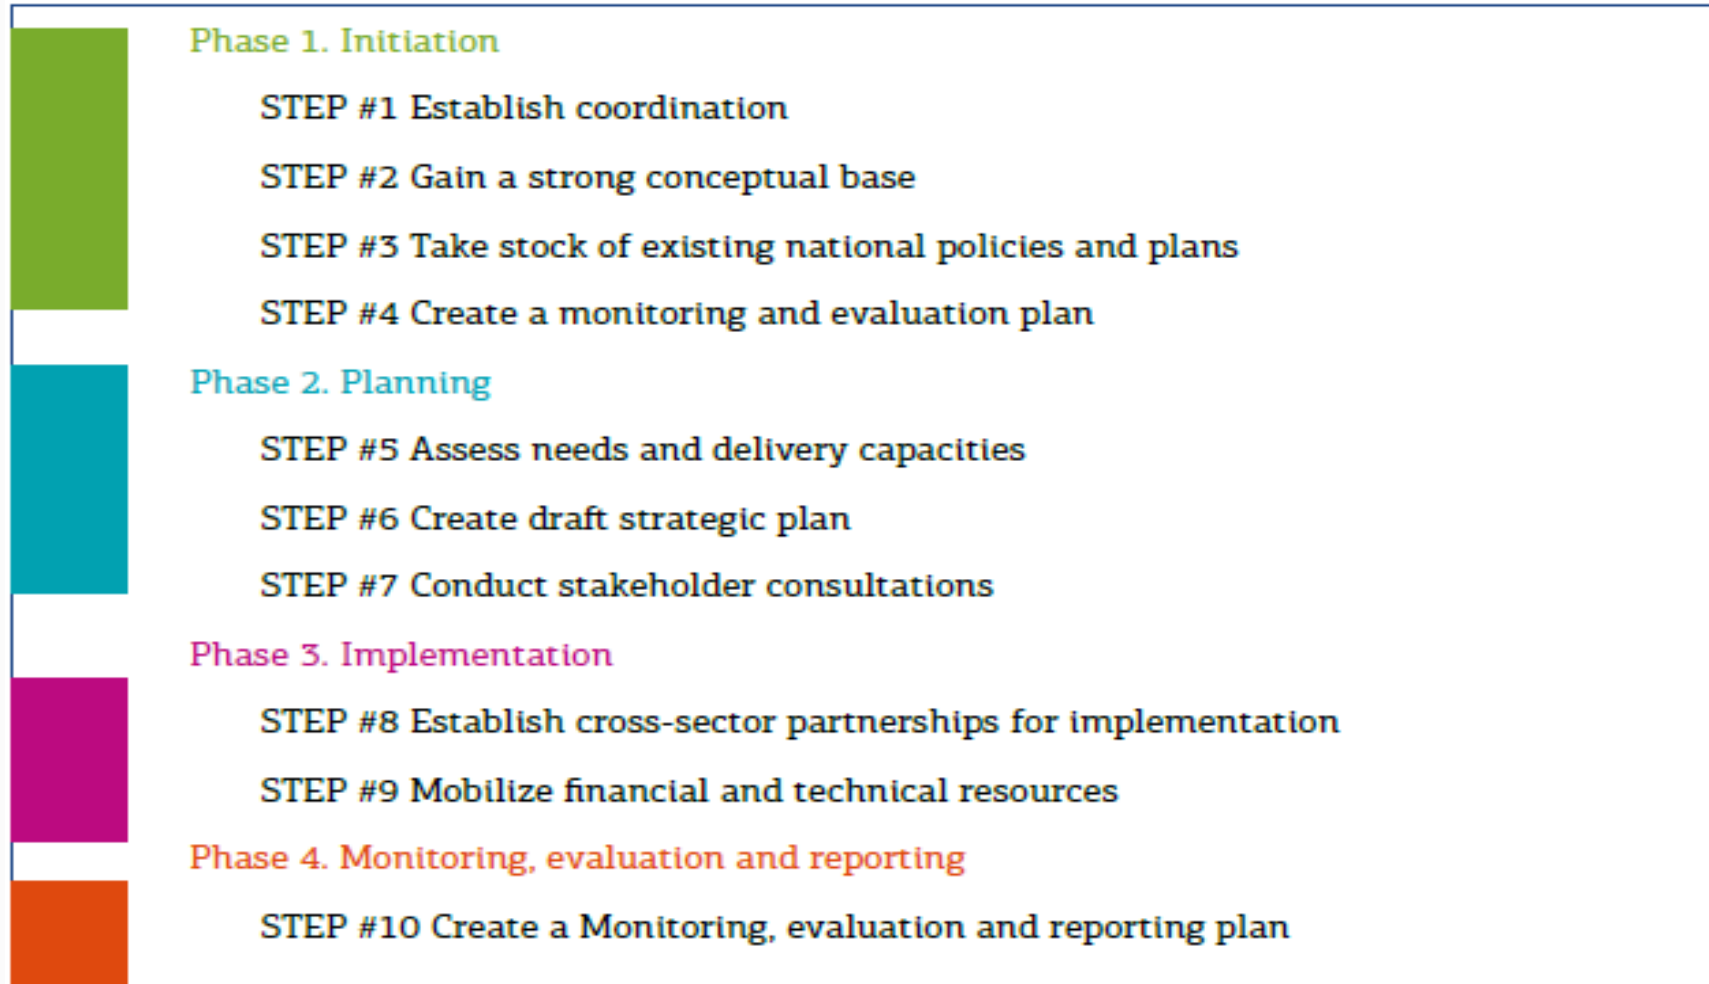 Phase 1. Initiation
STEP #1 Establish coordination
STEP #2 Gain a strong conceptual base
STEP #3 Take stock of existing national policies and plans
STEP #4 Create a monitoring and evaluation plan
Phase 2. Planning
STEP #5 Assess needs and delivery capacities
STEP #6 Create draft strategic plan
STEP #7 Conduct stakeholder consultations
Phase 3. Implementation
STEP #8 Establish cross-sector partnerships for implementation
STEP #9 Mobilize financial and technical resources
Phase 4. Monitoring, evaluation and reporting
STEP #10 Create a Monitoring, evaluation and reporting plan